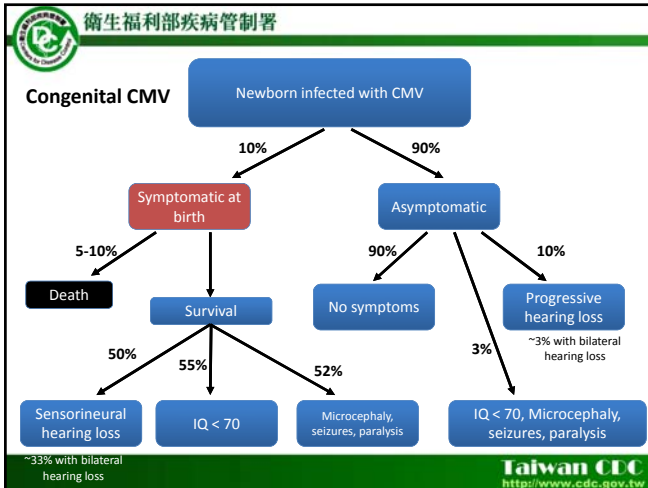 衛生福利部疾病管制署
Congenital CMV
Newborn infected with CMV
10%
90%
Symptomatic at
birth
Asymptomatic
5-10%
90%
10%
Death
Survival
No symptoms
Progressive
hearing loss
~3% with bilateral
hearing loss
3%
50%
55%
52%
Sensorineural
hearing loss
IQ < 70
Microcephaly,
seizures, paralysis
IQ < 70, Microcephaly,
seizures, paralysis
~33% with bilateral
hearing loss
Taiwan CDC
http://www.cdc.gov.tw